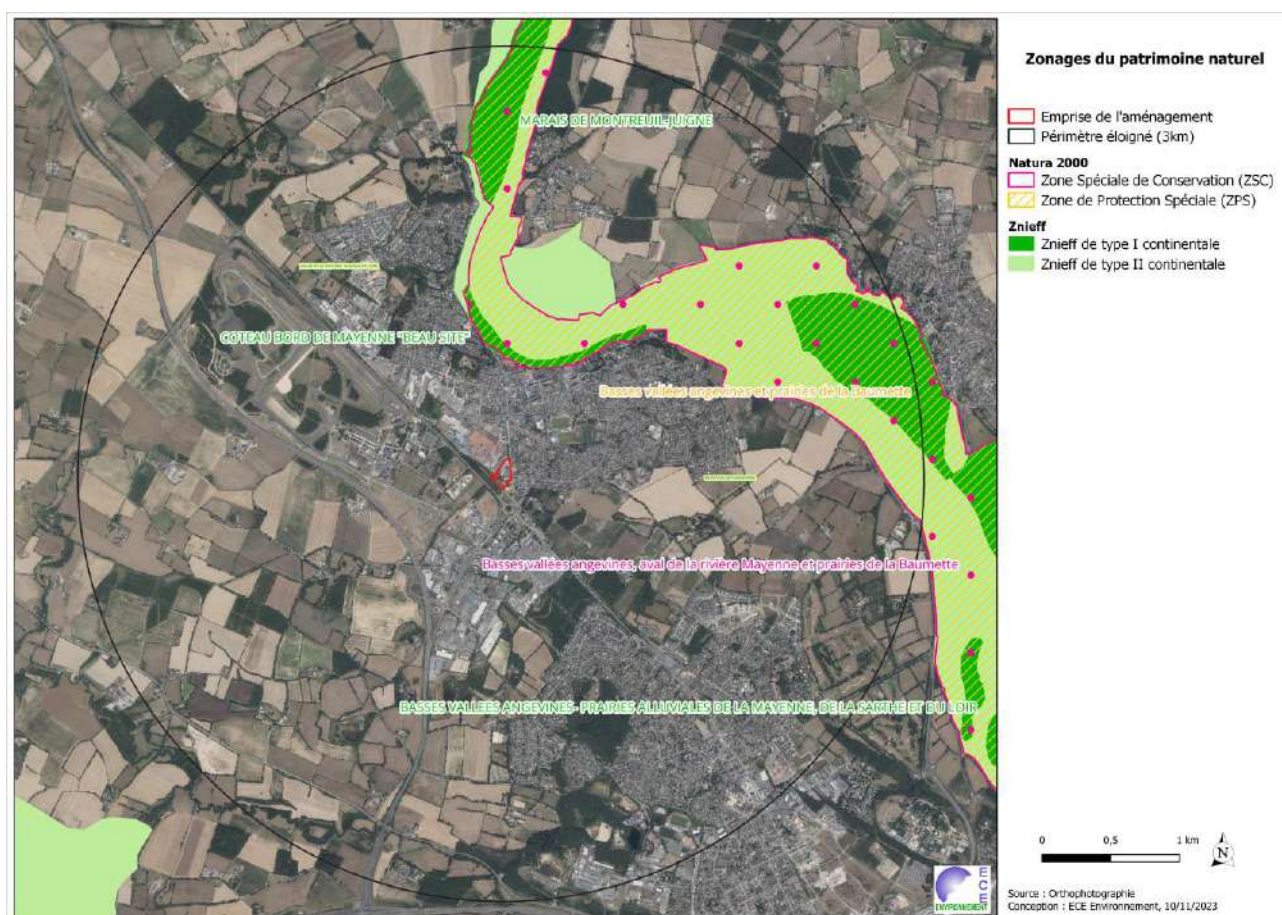 Zonages du patrimoine naturel
Emprise de l'aménagement
Périmètre éloigné (3km)
Natura 2000
Zone Spéciale de Conservation (ZSC)
Zone de Protection Spéciale (ZPS)
Znieff
Znieff de type I continentale
Znieff de type II continentale
MARAIS DE MONTREUIL-JUIGNE
COTEAU BORD DE MAYENNE "BEAU SITE"
Basses vallées angevines et prairies de la Baumette
Basses vallées angevines, aval de la rivière Mayenne et prairies de la Baumette
BASSES VALLEES ANGEVINES- PRAIRIES ALLUVIALES DE LA MAYENNE, DE LA SARTHE ET DU LOIR
0 0,5 1 km
N
ECE
ENVIRONNEMENT
Source : Orthophotographie
Conception : ECE Environnement, 10/11/2023